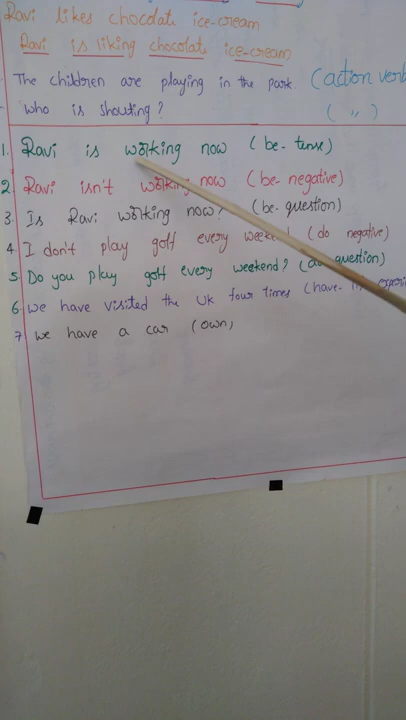 Ravi likes chocolate ice-cream
Ravi is liking chocolate ice-cream
The children are playing in the park. (action verb
who is shouting? ( ,, )
1. Ravi is working now (be-tense)
2. Ravi isn't working now (be-negative)
3. Is Ravi working now? (be-question)
4. I don't play golf every weekend (do negative)
5. Do you play golf every weekend? question)
6. we have visited the UK four times (have-
7. we have a car (own)